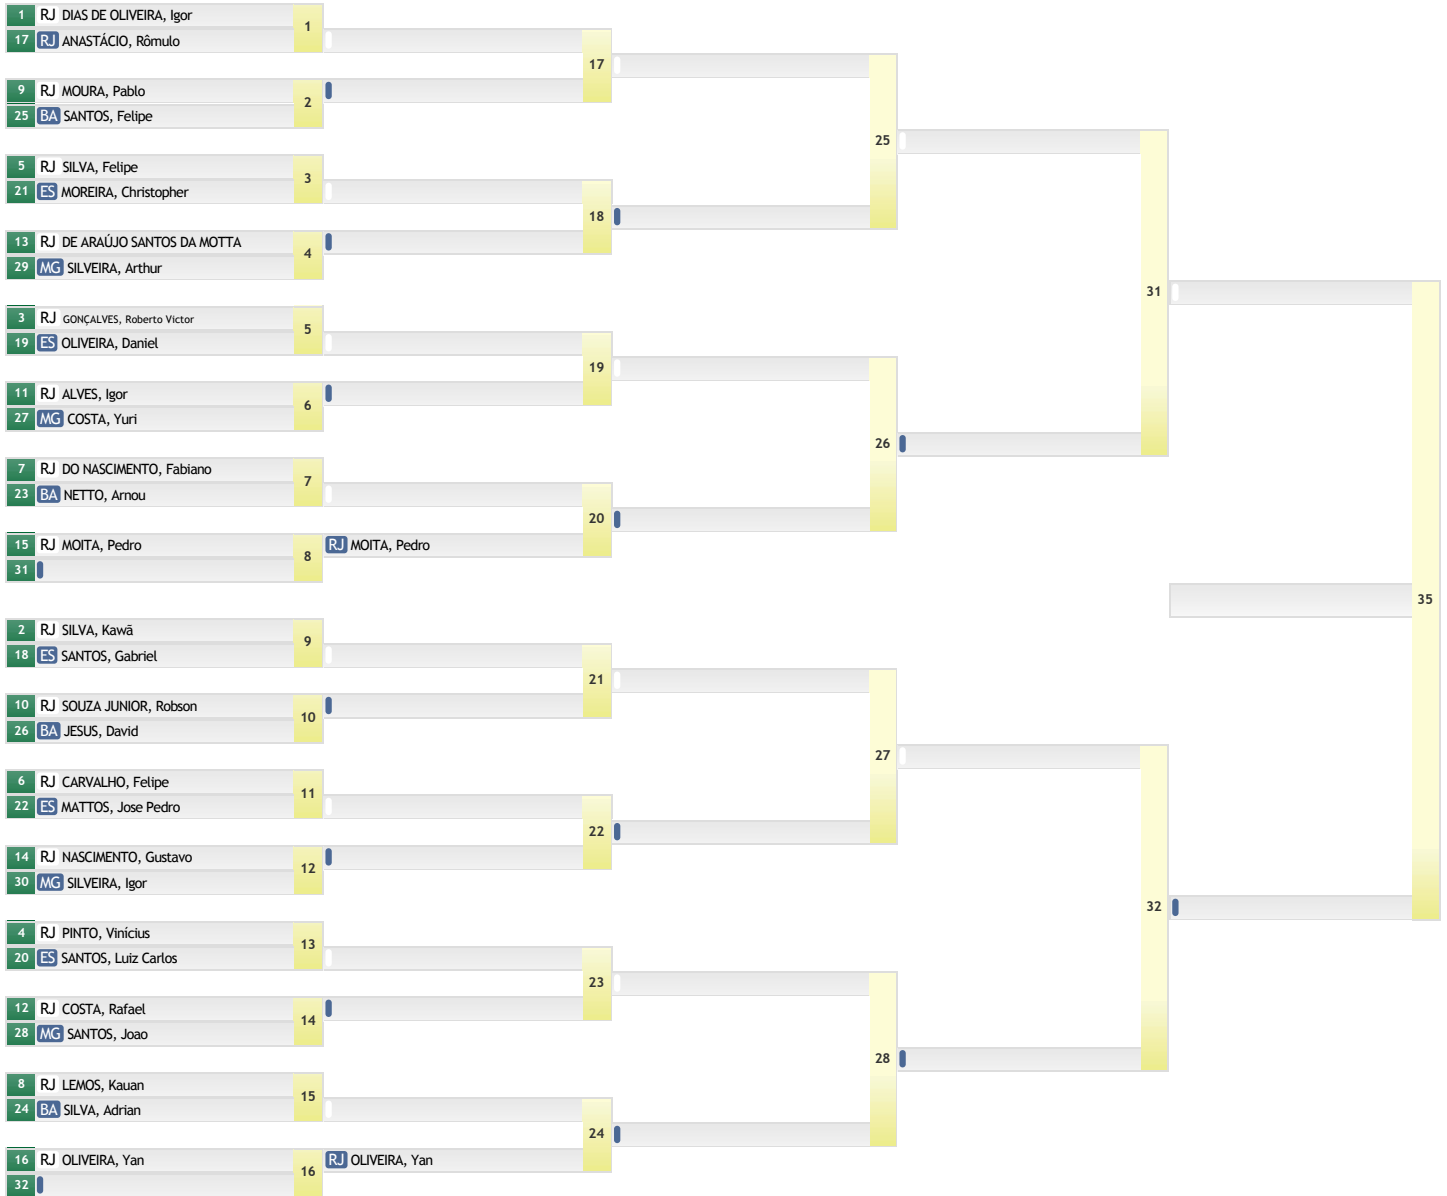 1 RJ DIAS DE OLIVEIRA, Igor
1
17 RJ ANASTÁCIO, Rômulo
17
9 RJ MOURA, Pablo
2
25 BA SANTOS, Felipe
25
5 RJ SILVA, Felipe
3
21 ES MOREIRA, Christopher
18
13 RJ DE ARAÚJO SANTOS DA MOTTA
4
29 MG SILVEIRA, Arthur
31
3 RJ GONÇALVES, Roberto Victor
5
19 ES OLIVEIRA, Daniel
19
11 RJ ALVES, Igor
6
27 MG COSTA, Yuri
26
7 RJ DO NASCIMENTO, Fabiano
7
23 BA NETTO, Arnou
20
15 RJ MOITA, Pedro
8 RJ MOITA, Pedro
31
35
2 RJ SILVA, Kawã
9
18 ES SANTOS, Gabriel
21
10 RJ SOUZA JUNIOR, Robson
10
26 BA JESUS, David
27
6 RJ CARVALHO, Felipe
11
22 ES MATTOS, Jose Pedro
22
14 RJ NASCIMENTO, Gustavo
12
30 MG SILVEIRA, Igor
32
4 RJ PINTO, Vinícius
13
20 ES SANTOS, Luiz Carlos
23
12 RJ COSTA, Rafael
14
28 MG SANTOS, Joao
28
8 RJ LEMOS, Kauan
15
24 BA SILVA, Adrian
24
16 RJ OLIVEIRA, Yan
16 RJ OLIVEIRA, Yan
32